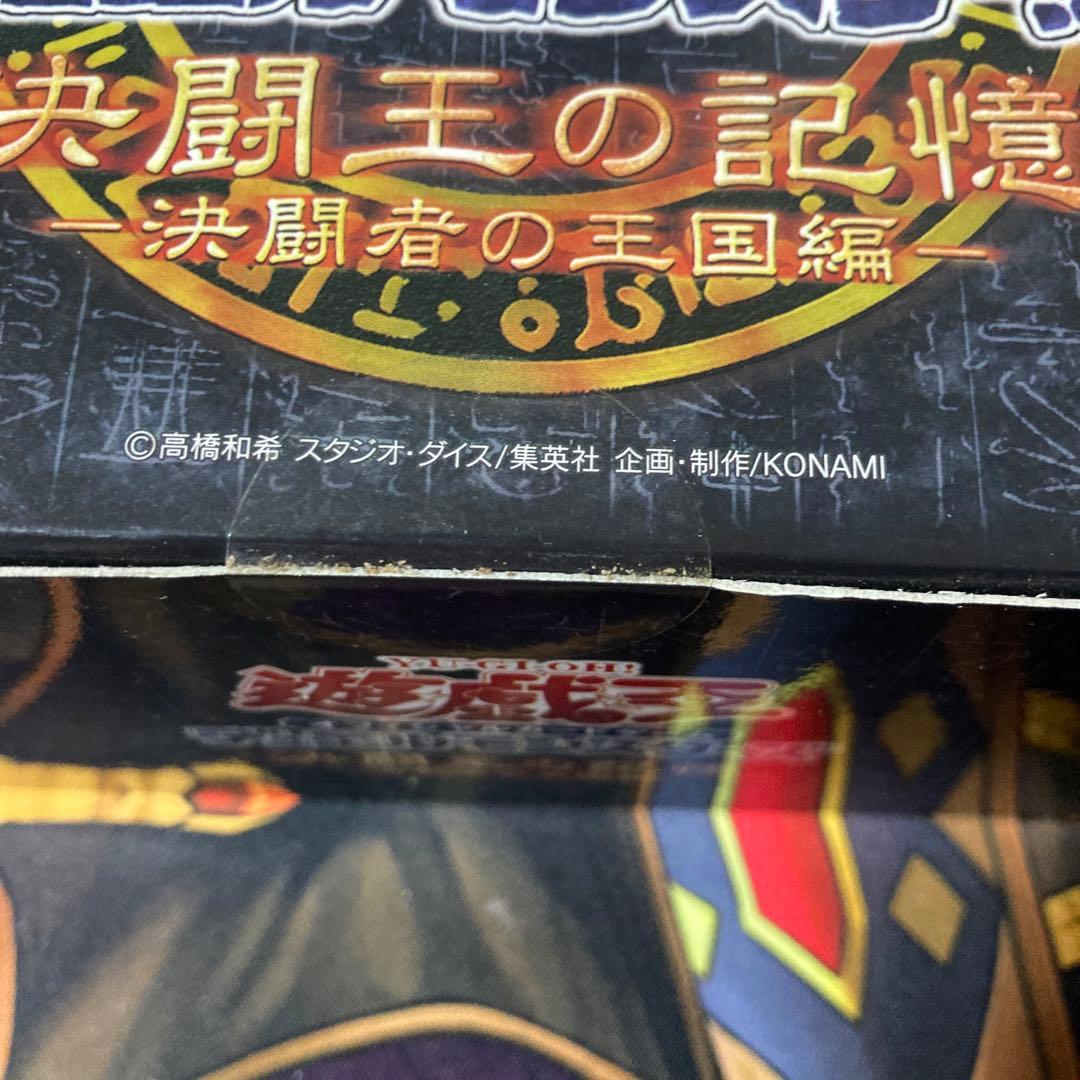 決闘王の記憶
-決闘者の王国編-
©高橋和希 スタジオ・ダイス/集英社 企画・制作/KONAMI
YU-GI-OH!
遊戯王